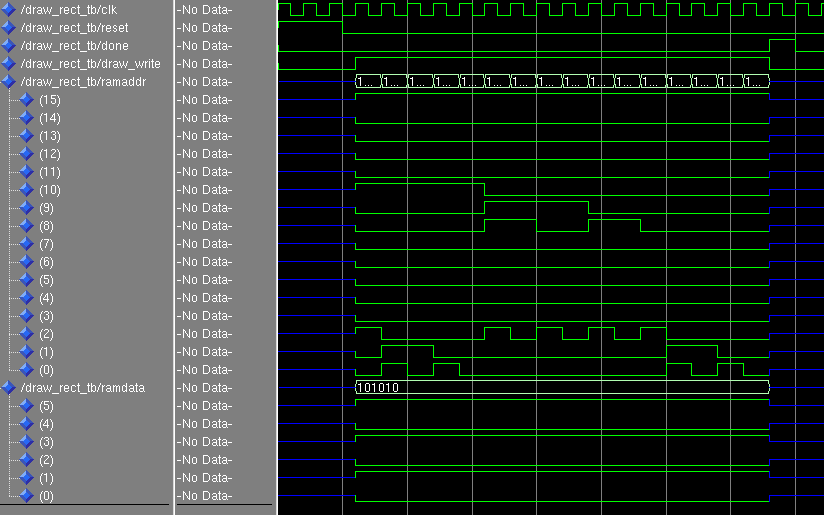 /draw_rect_tb/clk -No Data-
/draw_rect_tb/reset -No Data-
/draw_rect_tb/done -No Data-
/draw_rect_tb/draw_write -No Data-
/draw_rect_tb/ramaddr -No Data- 1... 1... 1... 1... 1... 1... 1... 1... 1... 1... 1... 1... 1... 1... 1... 1...
(15) -No Data-
(14) -No Data-
(13) -No Data-
(12) -No Data-
(11) -No Data-
(10) -No Data-
(9) -No Data-
(8) -No Data-
(7) -No Data-
(6) -No Data-
(5) -No Data-
(4) -No Data-
(3) -No Data-
(2) -No Data-
(1) -No Data-
(0) -No Data-
/draw_rect_tb/ramdata -No Data- 101010
(5) -No Data-
(4) -No Data-
(3) -No Data-
(2) -No Data-
(1) -No Data-
(0) -No Data-